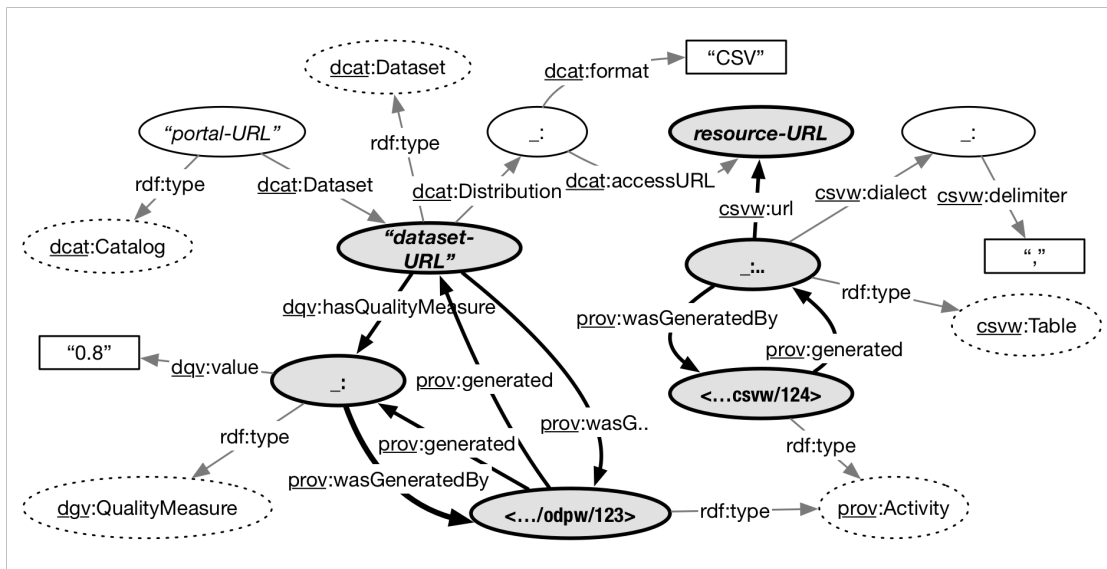 “CSV”
dcat:format
dcat:Dataset
“portal-URL”
_:
resource-URL
_:
rdf:type
rdf:type
dcat:Dataset
dcat:Distribution
dcat:accessURL
csvw:dialect
csvw:delimiter
csvw:url
dcat:Catalog
“dataset-
URL”
_:..
“,”
rdf:type
dqv:hasQualityMeasure
prov:wasGeneratedBy
csvw:Table
prov:generated
“0.8”
dqv:value
_:
prov:generated
<...csvw/124>
prov:wasG..
rdf:type
prov:generated
rdf:type
prov:wasGeneratedBy
dgv:QualityMeasure
<.../odpw/123>
rdf:type
prov:Activity